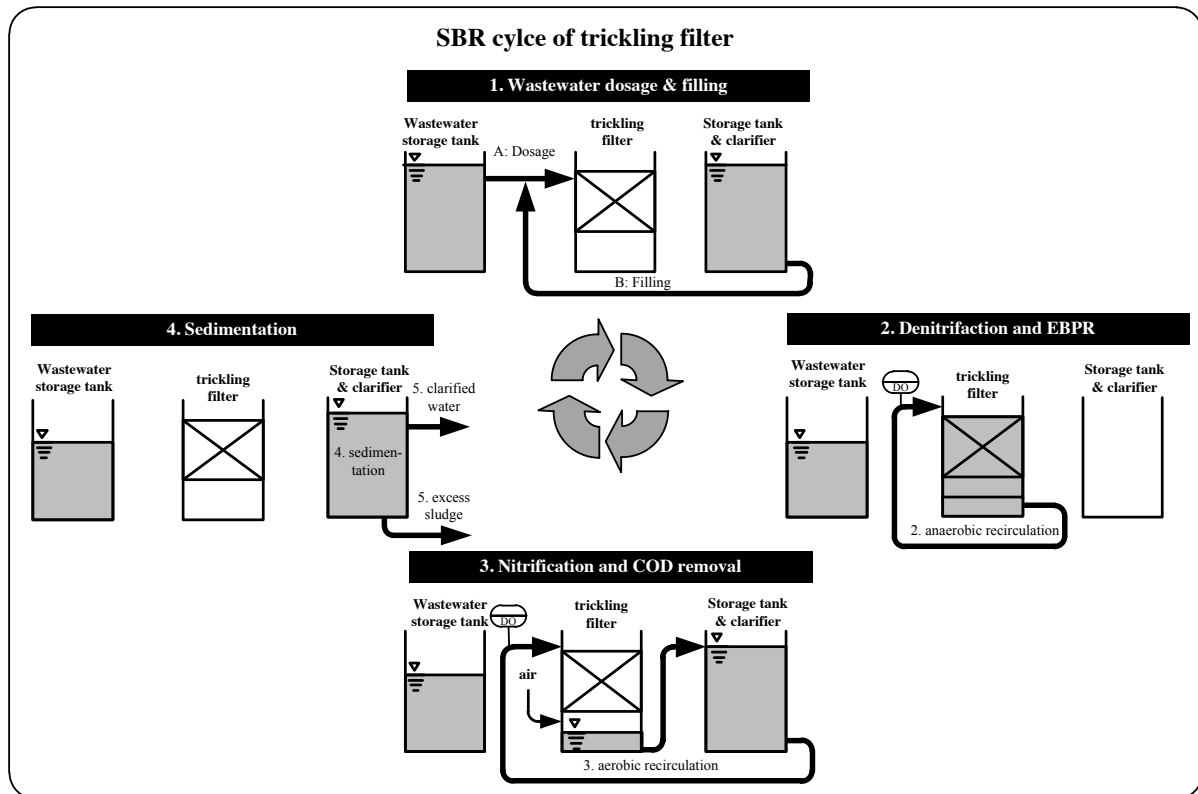 SBR cylce of trickling filter
1. Wastewater dosage & filling
Wastewater
storage tank
A: Dosage
trickling
filter
Storage tank
& clarifier
B: Filling
4. Sedimentation
Wastewater
storage tank
trickling
filter
Storage tank
& clarifier
5. clarified
water
4. sedimen-
tation
5. excess
sludge
2. Denitrifaction and EBPR
Wastewater
storage tank
DO
trickling
filter
Storage tank
& clarifier
2. anaerobic recirculation
3. Nitrification and COD removal
Wastewater
storage tank
DO
trickling
filter
Storage tank
& clarifier
air
3. aerobic recirculation